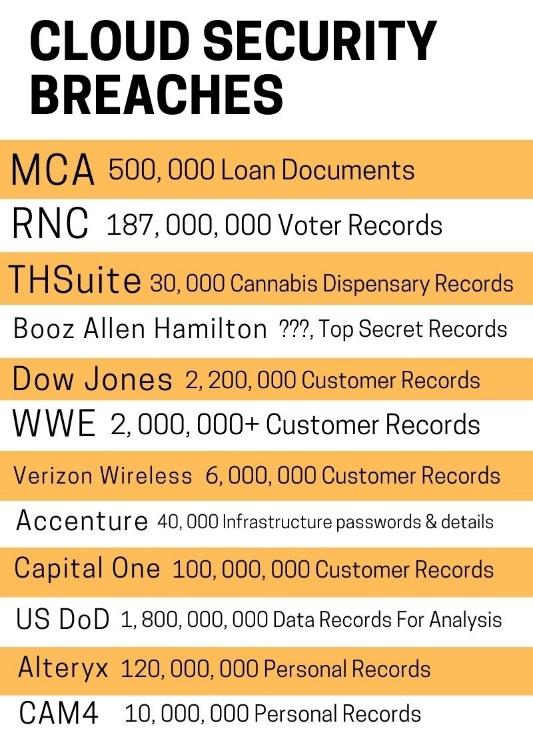 CLOUD SECURITY
BREACHES
MCA 500, 000 Loan Documents
RNC 187, 000, 000 Voter Records
THSuite 30, 000 Cannabis Dispensary Records
Booz Allen Hamilton ???, Top Secret Records
Dow Jones 2, 200, 000 Customer Records
WWE 2, 000, 000+ Customer Records
Verizon Wireless 6, 000, 000 Customer Records
Accenture 40, 000 Infrastructure passwords & details
Capital One 100, 000, 000 Customer Records
US DoD 1, 800, 000, 000 Data Records For Analysis
Alteryx 120, 000, 000 Personal Records
CAM4 10, 000, 000 Personal Records